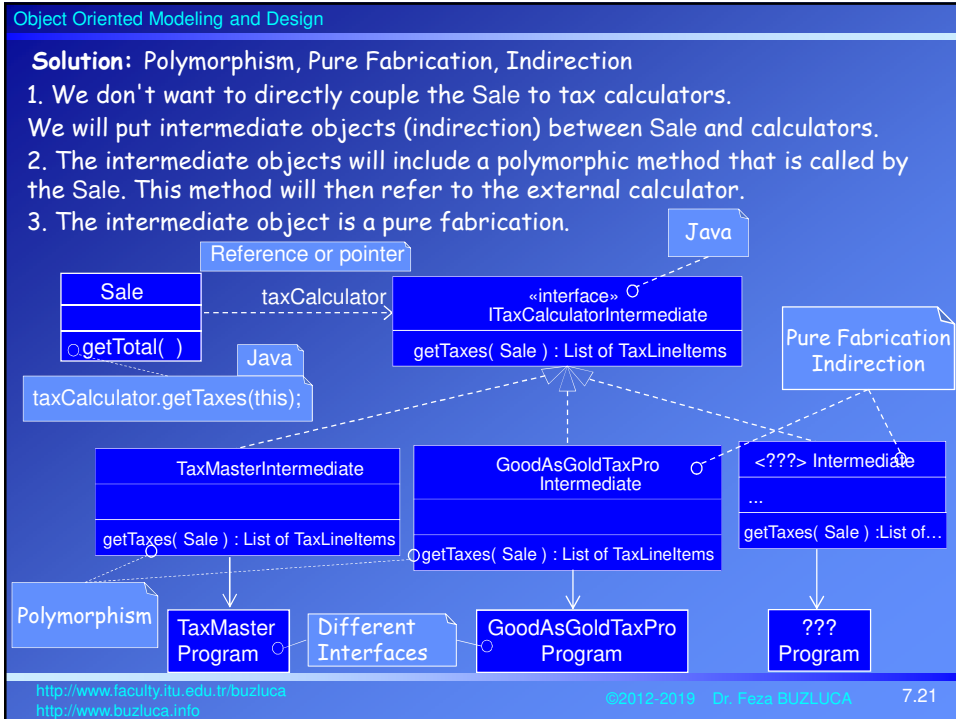 Object Oriented Modeling and Design
Solution: Polymorphism, Pure Fabrication, Indirection
1. We don't want to directly couple the Sale to tax calculators.
We will put intermediate objects (indirection) between Sale and calculators.
2. The intermediate objects will include a polymorphic method that is called by
the Sale. This method will then refer to the external calculator.
3. The intermediate object is a pure fabrication.
Java
Reference or pointer
Sale
taxCalculator
«interface»
ITaxCalculatorIntermediate
getTotal( )
getTaxes( Sale ) : List of TaxLineItems
Pure Fabrication
Indirection
Java
taxCalculator.getTaxes(this);
TaxMasterIntermediate
GoodAsGoldTaxPro
Intermediate
<???> Intermediate
...
getTaxes( Sale ) : List of TaxLineItems
getTaxes( Sale ) : List of TaxLineItems
getTaxes( Sale ) :List of…
Polymorphism
TaxMaster
Program
Different
Interfaces
GoodAsGoldTaxPro
Program
???
Program
http://www.faculty.itu.edu.tr/buzluca
http://www.buzluca.info
©2012-2019 Dr. Feza BUZLUCA
7.21